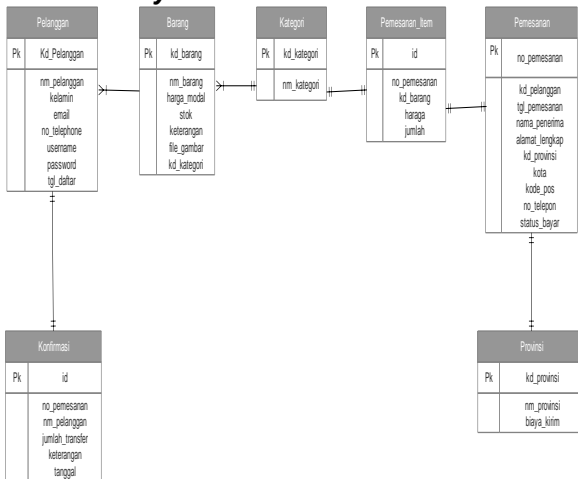 Pelanggan
Pk Kd_Pelanggan
nm_pelanggan
kelamin
email
no_telephone
username
password
tgl_daftar
Barang
Pk kd_barang
nm_barang
harga_modal
stok
keterangan
file_gambar
kd_kategori
Kategori
Pk kd_kategori
nm_kategori
Pemesanan_Item
Pk id
no_pemesanan
kd_barang
haraga
jumlah
Pemesanan
Pk no_pemesanan
kd_pelanggan
tgl_pemesanan
nama_penerima
alamat_lengkap
kd_provinsi
kota
kode_pos
no_telepon
status_bayar
Konfirmasi
Pk id
no_pemesanan
nm_pelanggan
jumlah_transfer
keterangan
tanggal
Provinsi
Pk kd_provinsi
nm_provinsi
biaya_kirim